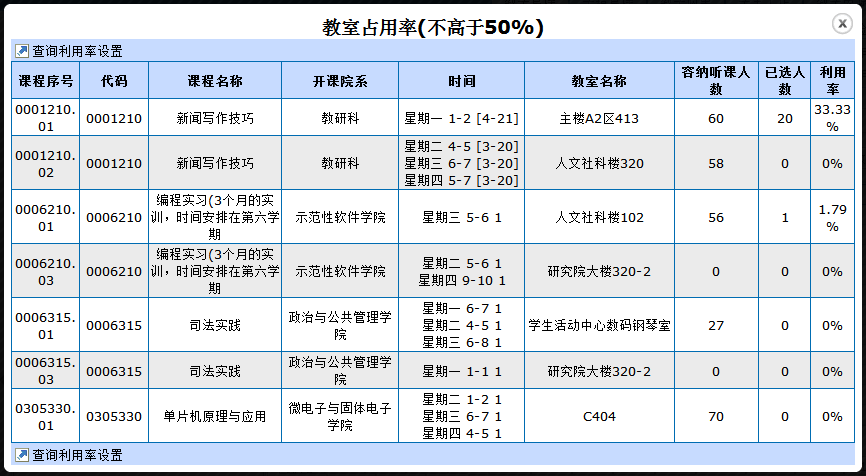 教室占用率(不高于50%)
查询利用率设置
课程序号 代码 课程名称 开课院系 时间 教室名称 容纳听课人数 已选人数 利用率
0001210.01 0001210 新闻写作技巧 教研科 星期一 1-2 [4-21] 主楼A2区413 60 20 33.33%
0001210.02 0001210 新闻写作技巧 教研科 星期二 4-5 [3-20] 星期三 6-7 [3-20] 星期四 5-7 [3-20] 人文社科楼320 58 0 0%
0006210.01 0006210 编程实习(3个月的实训，时间安排在第六学期 示范性软件学院 星期三 5-6 1 人文社科楼102 56 1 1.79%
0006210.03 0006210 编程实习(3个月的实训，时间安排在第六学期 示范性软件学院 星期二 5-6 1 星期四 9-10 1 研究院大楼320-2 0 0 0%
0006315.01 0006315 司法实践 政治与公共管理学院 星期一 6-7 1 星期二 4-5 1 星期三 6-8 1 学生活动中心数码钢琴室 27 0 0%
0006315.03 0006315 司法实践 政治与公共管理学院 星期一 1-1 1 研究院大楼320-2 0 0 0%
0305330.01 0305330 单片机原理与应用 微电子与固体电子学院 星期二 1-2 1 星期三 6-7 1 星期四 4-5 1 C404 70 0 0%
查询利用率设置